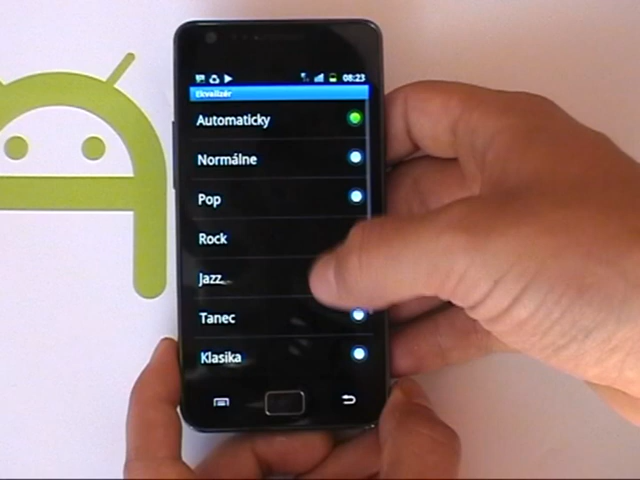 08:23
Ekvalizér
Automaticky
Normálne
Pop
Rock
Jazz
Tanec
Klasika